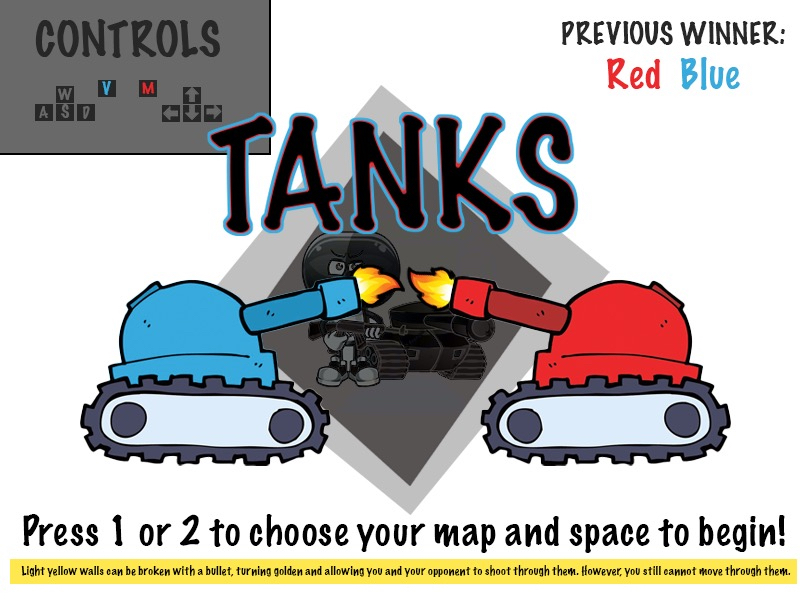 CONTROLS
W
A S D
V
M
PREVIOUS WINNER:
Red Blue
TANKS
Press 1 or 2 to choose your map and space to begin!
Light yellow walls can be broken with a bullet, turning golden and allowing you and your opponent to shoot through them. However, you still cannot move through them.